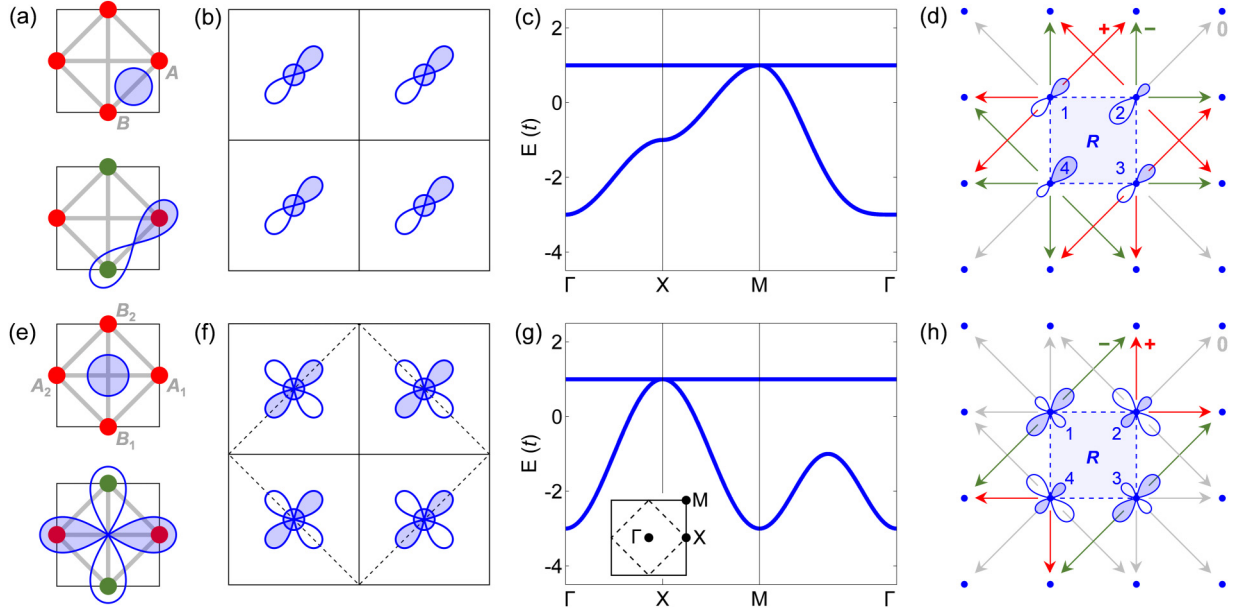 (a)
A
B
(b)
(c)
E (t)
2
0
-2
-4
Γ X M Γ
(d)
+ − 0
1 2
R
4 3
(e)
B2
A2 A1
B1
(f)
(g)
E (t)
2
0
-2
-4
M
Γ X
Γ X M Γ
(h)
− + 0
1 2
R
4 3